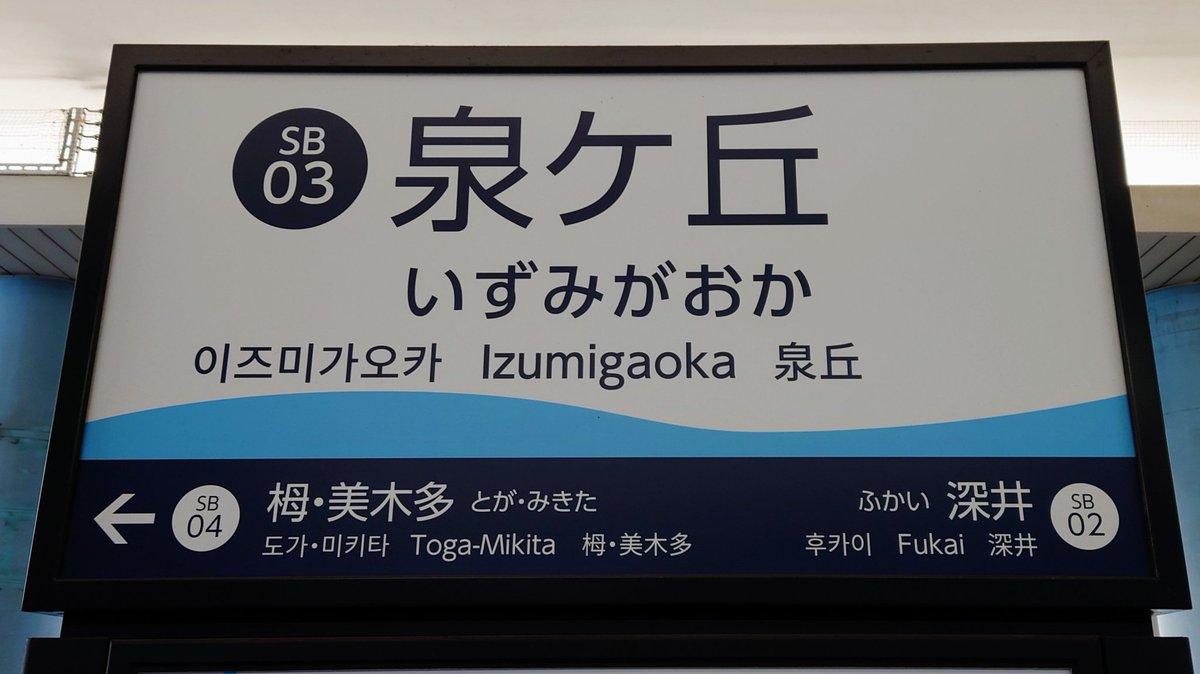 SB 03 泉ケ丘
いずみがおか
이즈미가오카 Izumigaoka 泉丘
← SB 04 栂・美木多 とが・みきた
도가・미키타 Toga-Mikita 栂・美木多
ふかい 深井 SB 02
후카이 Fukai 深井